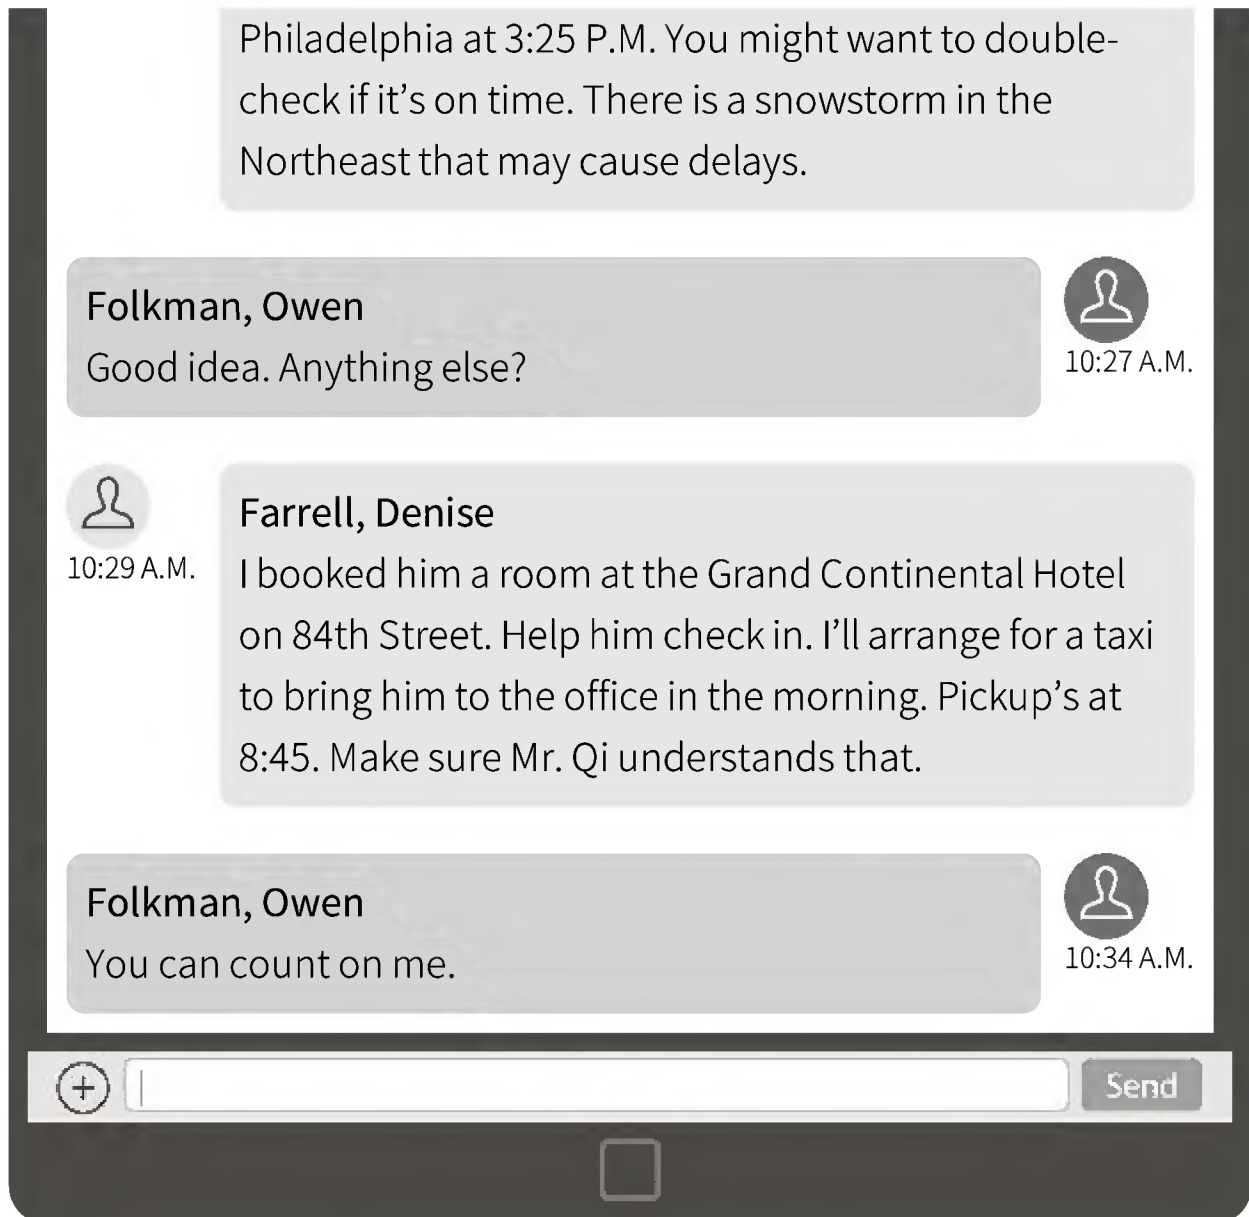 Philadelphia at 3:25 P.M. You might want to double-
check if it's on time. There is a snowstorm in the
Northeast that may cause delays.
Folkman, Owen
Good idea. Anything else?
10:27 A.M.
Farrell, Denise
10:29 A.M.
I booked him a room at the Grand Continental Hotel
on 84th Street. Help him check in. I'll arrange for a taxi
to bring him to the office in the morning. Pickup's at
8:45. Make sure Mr. Qi understands that.
Folkman, Owen
You can count on me.
10:34 A.M.
Send